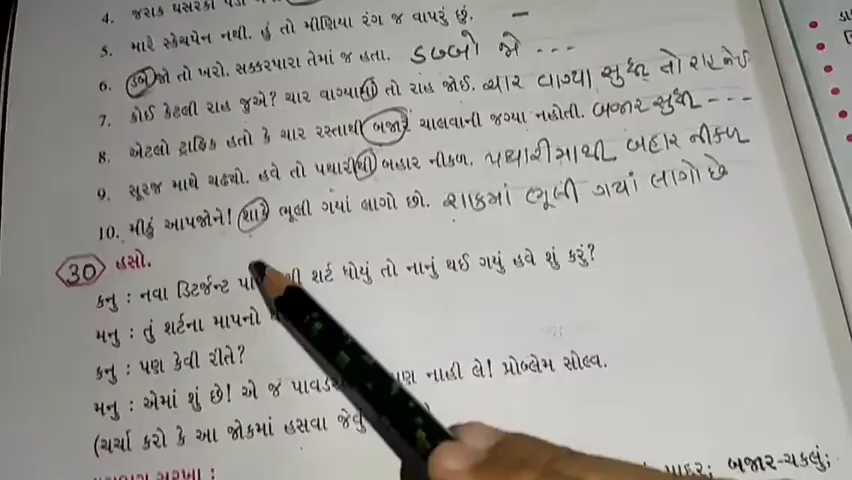 4. જરાક ઘસરકો પડ્યો
5. મારે સ્કેચપેન નથી. હું તો મીણિયા રંગ જ વાપરું છું. –
6. ડબ્બે જો તો ખરો. સક્કરપારા તેમાં જ હતા. ડબ્બો જો ---
7. કોઈ કેટલી રાહ જુએ? ચાર વાગ્યાની તો રાહ જોઈ. ચાર વાગ્યા સુધી તો રાહ જોઈ
8. એટલો ટ્રાફિક હતો કે ચાર રસ્તાથી બજારે ચાલવાની જગ્યા નહોતી. બજાર સુધી ---
9. સૂરજ માથે ચઢ્યો. હવે તો પથારીથી બહાર નીકળ. પથારીમાથી બહાર નીકળ
10. મીઠું આપજોને! શાકે ભૂલી ગયાં લાગો છો. શાકમાં ભૂલી ગયાં લાગો છે
30 હસો.
કનુ : નવા ડિટર્જન્ટ શર્ટ ધોયું તો નાનું થઈ ગયું હવે શું કરું?
મનુ : તું શર્ટના માપનો
કનુ : પણ કેવી રીતે?
મનુ : એમાં શું છે! એ જ નાહી લે! પ્રોબ્લેમ સોલ્વ.
(ચર્ચા કરો કે આ જોકમાં હસવા જેવું
પાદર; બજાર-ચકલું;